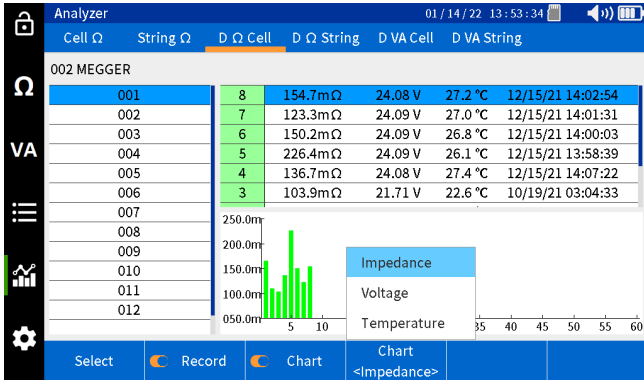 Analyzer 01/14/22 13:53:34
Cell Ω String Ω D Ω Cell D Ω String D VA Cell D VA String
002 MEGGER
Ω
VA
001
002
003
004
005
006
007
008
009
010
011
012
8 154.7mΩ 24.08 V 27.2 ℃ 12/15/21 14:02:54
7 123.3mΩ 24.09 V 27.0 ℃ 12/15/21 14:01:31
6 150.2mΩ 24.09 V 26.8 ℃ 12/15/21 14:00:03
5 226.4mΩ 24.09 V 26.1 ℃ 12/15/21 13:58:39
4 136.7mΩ 24.08 V 27.4 ℃ 12/15/21 14:07:22
3 103.9mΩ 21.71 V 22.6 ℃ 10/19/21 03:04:33
250.0m
200.0m
150.0m
100.0m
050.0m
5 10 35 40 45 50 55 60
Impedance
Voltage
Temperature
Select Record Chart Chart
<Impedance>